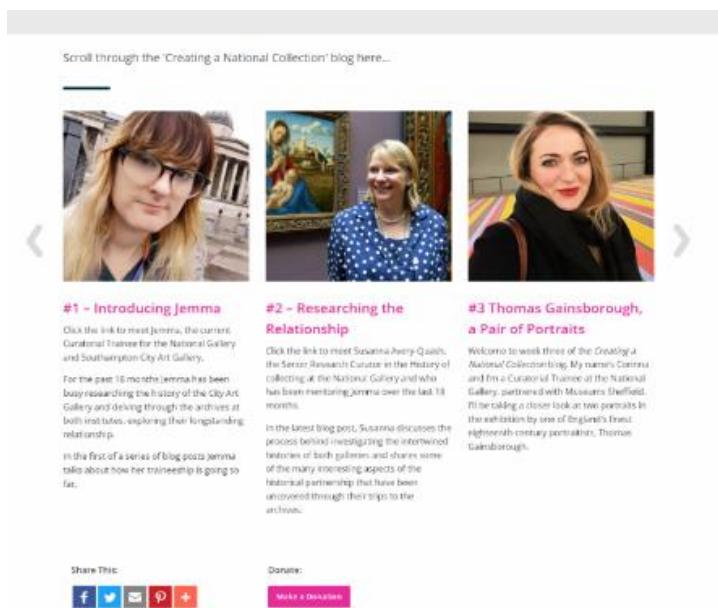 Scroll through the 'Creating a National Collection' blog here...
#1 – Introducing Jemma
Click the link to meet Jemma, the current
Curatorial Trainee for the National Gallery
and Southampton City Art Gallery.
For the past 18 months Jemma has been
busy researching the history of the City Art
Gallery and delving through the archives at
both institutes, exploring their longstanding
relationship.
In the first of a series of blog posts Jemma
talks about how her traineeship is going so
far.
#2 – Researching the
Relationship
Click the link to meet Susanna Avery-Quash,
the Senior Research Curator in the History of
collecting at the National Gallery and who
has been mentoring Jemma over the last 18
months.
In the latest blog post, Susanna discusses the
process behind investigating the intertwined
histories of both galleries and shares some
of the many interesting aspects of the
historical partnership that have been
uncovered through their trips to the
archives.
#3 Thomas Gainsborough,
a Pair of Portraits
Welcome to week three of the Creating a
National Collection blog. My name's Corinna
and I'm a Curatorial Trainee at the National
Gallery, partnered with Museums Sheffield.
I'll be taking a closer look at two portraits in
the exhibition by one of England's finest
eighteenth-century portraitists, Thomas
Gainsborough.
Share This:
Donate:
Make a Donation